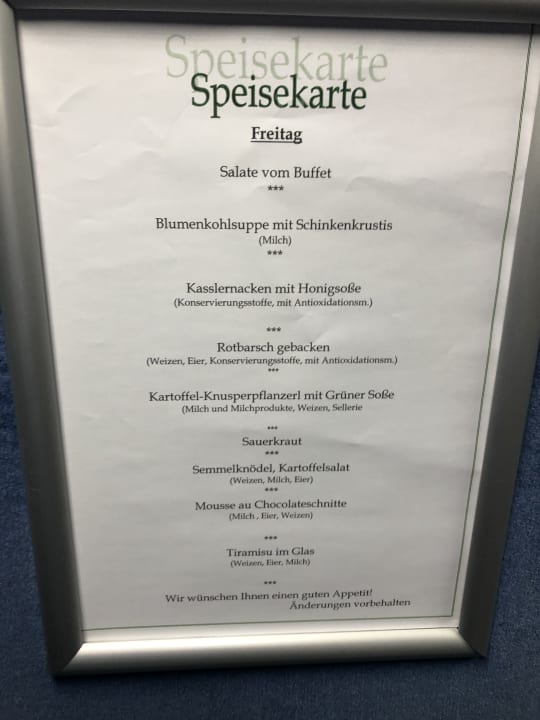 Speisekarte
Speisekarte
Freitag
Salate vom Buffet
***
Blumenkohlsuppe mit Schinkenkrustis
(Milch)
***
Kasslernacken mit Honigsoße
(Konservierungsstoffe, mit Antioxidationsm.)
***
Rotbarsch gebacken
(Weizen, Eier, Konservierungsstoffe, mit Antioxidationsm.)
***
Kartoffel-Knusperpflanzerl mit Grüner Soße
(Milch und Milchprodukte, Weizen, Sellerie
***
Sauerkraut
***
Semmelknödel, Kartoffelsalat
(Weizen, Milch, Eier)
***
Mousse au Chocolateschnitte
(Milch , Eier, Weizen)
***
Tiramisu im Glas
(Weizen, Eier, Milch)
***
Wir wünschen Ihnen einen guten Appetit!
Änderungen vorbehalten